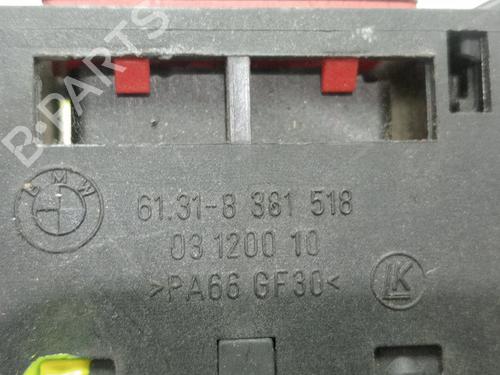 B-PARTS
BMW
61.31-8 381 518
03 1200 10
>PA66 GF30<
LK